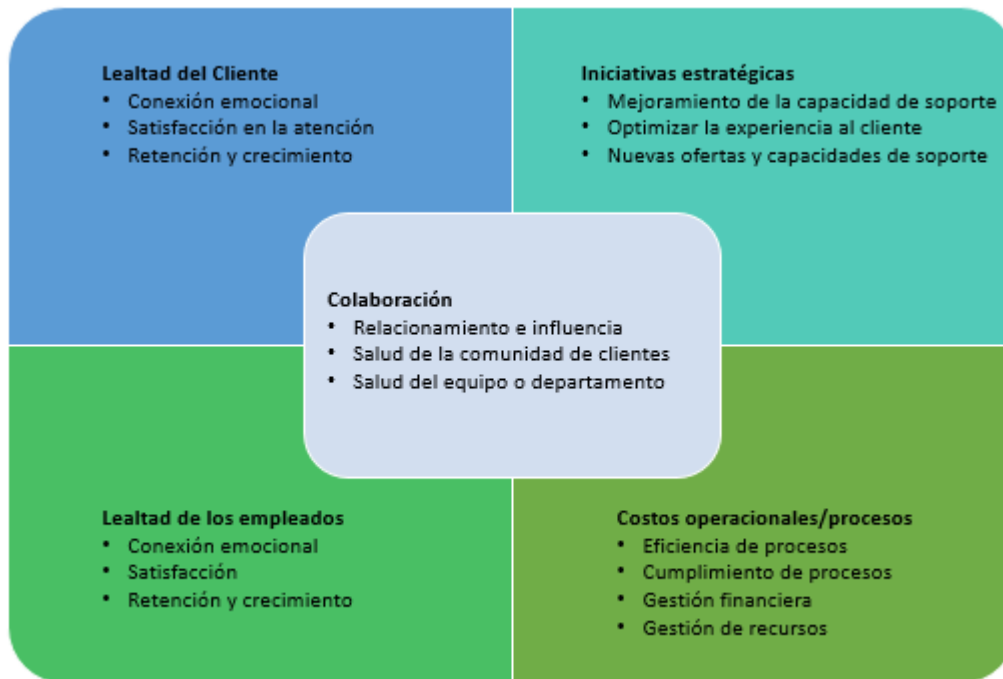 Lealtad del Cliente
• Conexión emocional
• Satisfacción en la atención
• Retención y crecimiento
Iniciativas estratégicas
• Mejoramiento de la capacidad de soporte
• Optimizar la experiencia al cliente
• Nuevas ofertas y capacidades de soporte
Colaboración
• Relacionamiento e influencia
• Salud de la comunidad de clientes
• Salud del equipo o departamento
Lealtad de los empleados
• Conexión emocional
• Satisfacción
• Retención y crecimiento
Costos operacionales/procesos
• Eficiencia de procesos
• Cumplimiento de procesos
• Gestión financiera
• Gestión de recursos